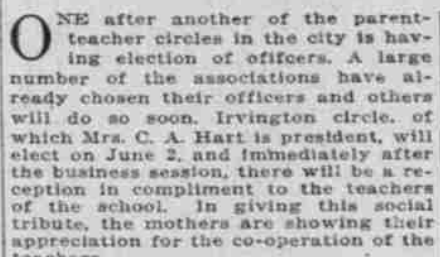 ONE after another of the parent-
teacher circles in the city is hav-
ing election of ofifcers. A large
number of the associations have al-
ready chosen their officers and others
will do so soon. Irvington circle, of
which Mrs. C. A. Hart is president, will
elect on June 2, and immediately after
the business session, there will be a re-
ception in compliment to the teachers
of the school. In giving this social
tribute, the mothers are showing their
appreciation for the co-operation of the